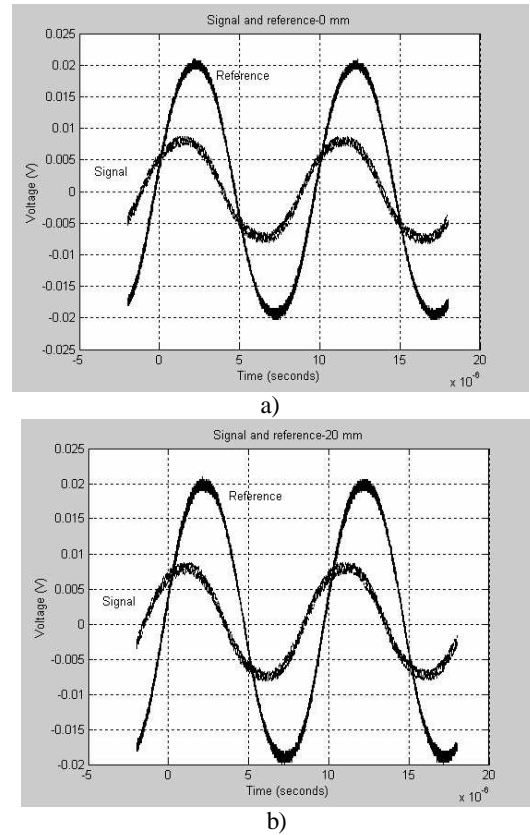 Signal and reference-0 mm
0.025
0.02
0.015
0.01
0.005
0
-0.005
-0.01
-0.015
-0.02
-0.025
Voltage (V)
Reference
Signal
-5 0 5 10 15 20
Time (seconds)
x 10^-6
a)
Signal and reference-20 mm
0.025
0.02
0.015
0.01
0.005
0
-0.005
-0.01
-0.015
-0.02
Voltage (V)
Reference
Signal
-5 0 5 10 15 20
Time (seconds)
x 10^-6
b)